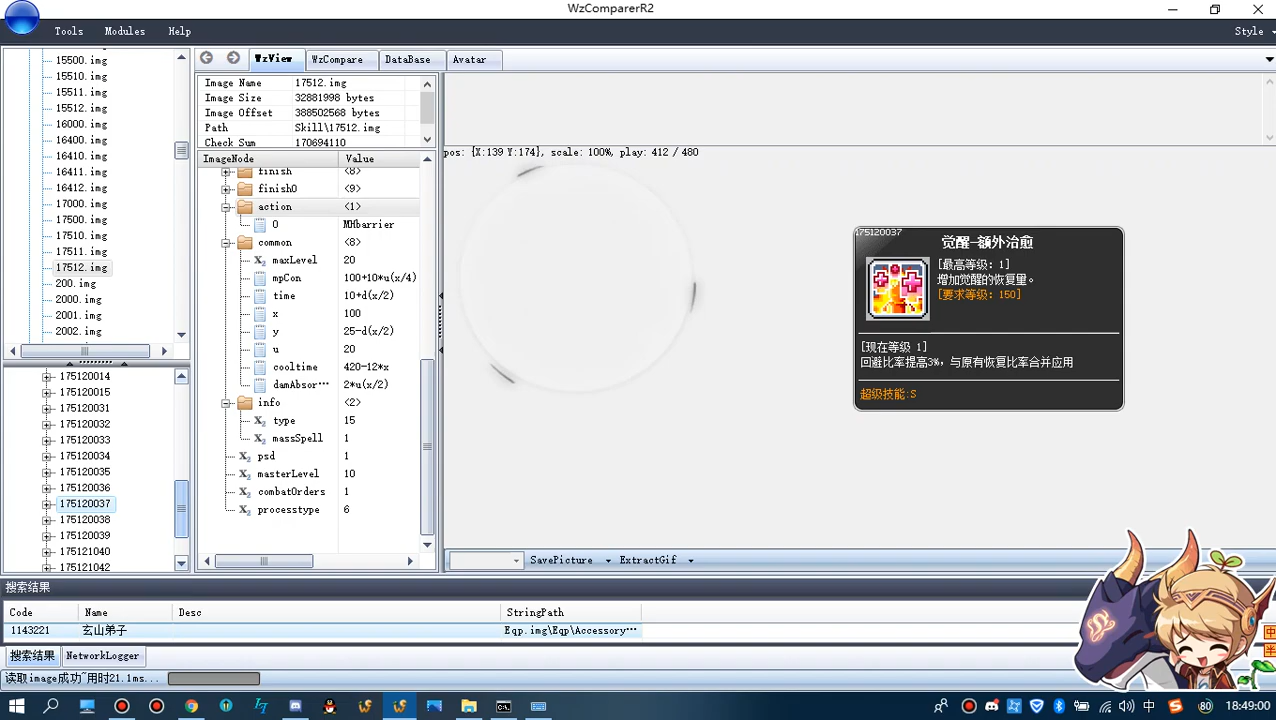 WzComparerR2
Tools Modules Help Style
15500.img
15510.img
15511.img
15512.img
16000.img
16400.img
16410.img
16411.img
16412.img
17000.img
17500.img
17510.img
17511.img
17512.img
200.img
2000.img
2001.img
2002.img
175120014
175120015
175120031
175120032
175120033
175120034
175120035
175120036
175120037
175120038
175120039
175121040
175121042
WzView WzCompare DataBase Avatar
Image Name 17512.img
Image Size 32881998 bytes
Image Offset 388502568 bytes
Path Skill\17512.img
Check Sum 170694110
ImageNode Value
finish <8>
finish0 <9>
action <1>
0 MHbarrier
common <8>
maxLevel 20
mpCon 100+10*u(x/4)
time 10+d(x/2)
x 100
y 25-d(x/2)
u 20
cooltime 420-12*x
damAbsor··· 2*u(x/2)
info <2>
type 15
massSpell 1
psd 1
masterLevel 10
combatOrders 1
processtype 6
pos: {X:139 Y:174}, scale: 100%, play: 412 / 480
175120037
觉醒-额外治愈
[最高等级：1]
增加觉醒的恢复量。
[要求等级：150]
[现在等级 1]
回避比率提高3%，与原有恢复比率合并应用
超级技能:S
SavePicture ExtractGif
搜索结果
Code Name Desc StringPath
1143221 玄山弟子 Eqp.img\Eqp\Accessory···
搜索结果 NetworkLogger
读取image成功~用时21.1ms...
中 18:49:00